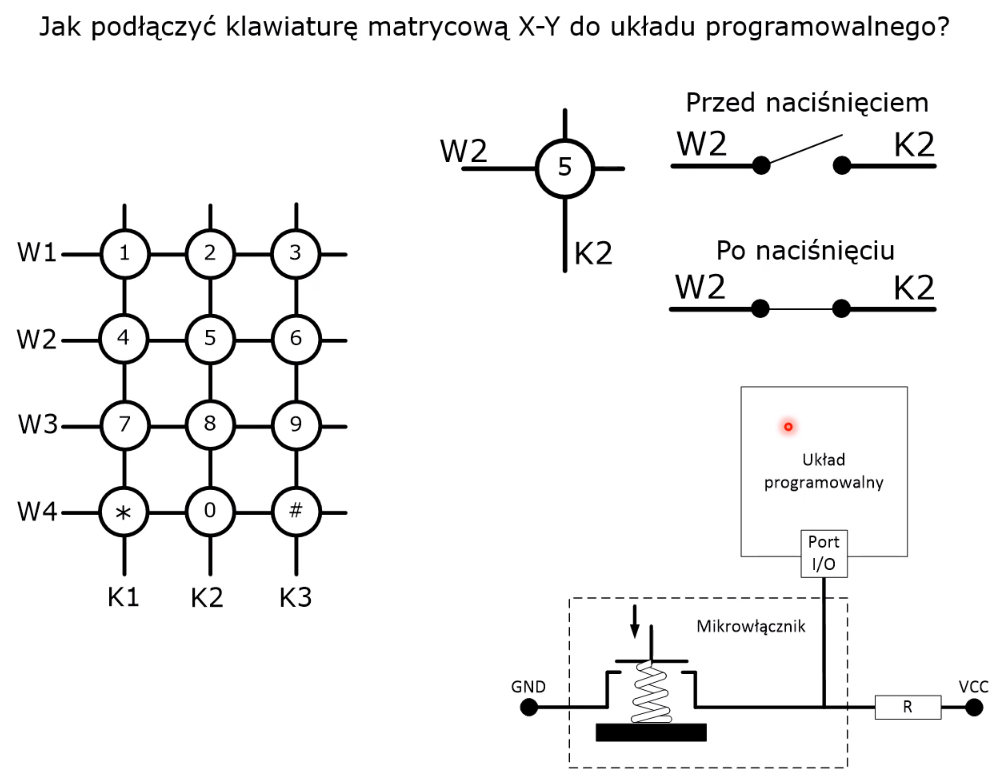 Jak podłączyć klawiaturę matrycową X-Y do układu programowalnego?
Przed naciśnięciem
W2 K2
W2
5
K2
Po naciśnięciu
W2 K2
W1 1 2 3
W2 4 5 6
W3 7 8 9
W4 * 0 #
K1 K2 K3
Układ
programowalny
Port
I/O
Mikrowłącznik
GND
R
VCC